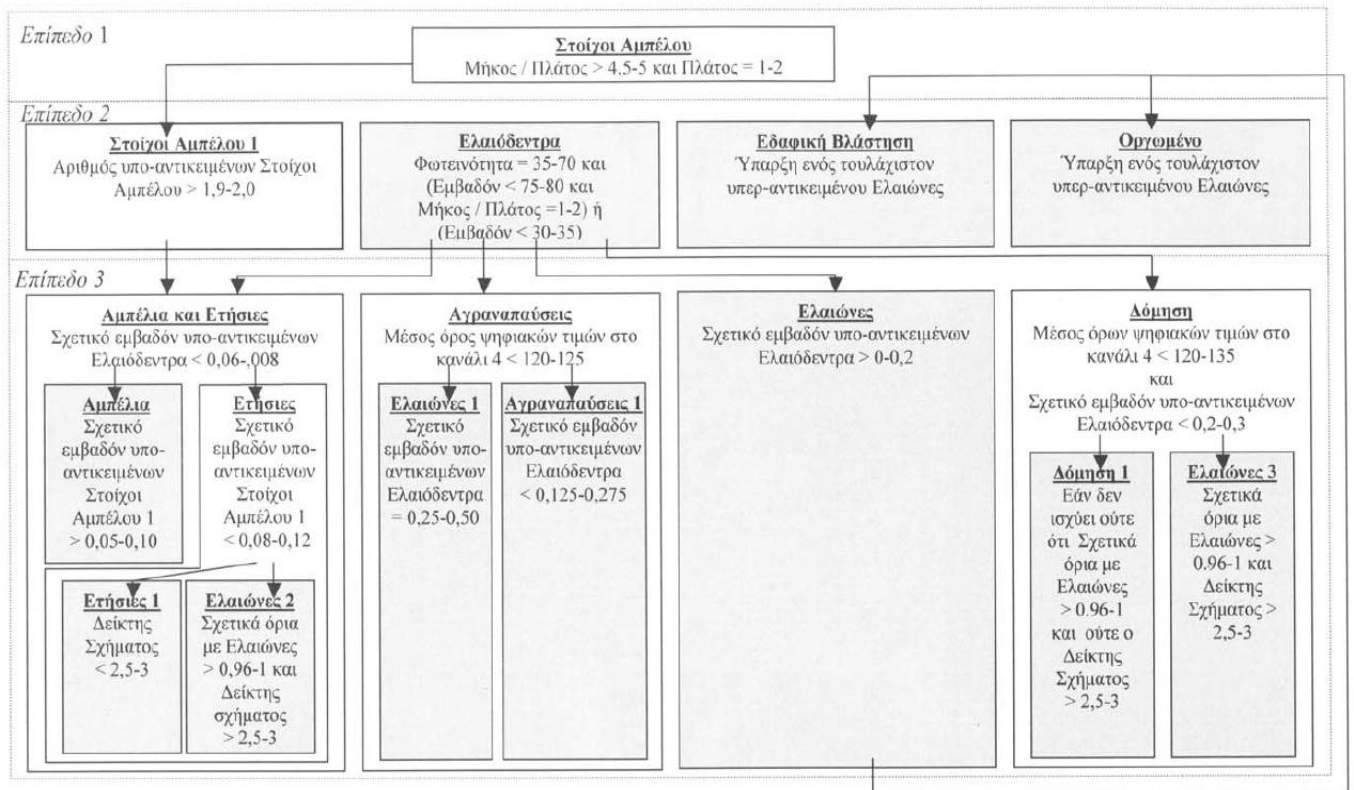 Επίπεδο 1
Στοίχοι Αμπέλου
Μήκος / Πλάτος > 4.5-5 και Πλάτος = 1-2
Επίπεδο 2
Στοίχοι Αμπέλου 1
Αριθμός υπο-αντικειμένων Στοίχοι
Αμπέλου > 1,9-2,0
Ελαιόδεντρα
Φωτεινότητα = 35-70 και
(Εμβαδόν < 75-80 και
Μήκος / Πλάτος =1-2) ή
(Εμβαδόν < 30-35)
Εδαφική Βλάστηση
Ύπαρξη ενός τουλάχιστον
υπερ-αντικειμένου Ελαιώνες
Οργωμένο
Ύπαρξη ενός τουλάχιστον
υπερ-αντικειμένου Ελαιώνες
Επίπεδο 3
Αμπέλια και Ετήσιες
Σχετικό εμβαδόν υπο-αντικειμένων
Ελαιόδεντρα < 0,06-,008
Αμπέλια
Σχετικό
εμβαδόν υπο-
αντικειμένων
Στοίχοι
Αμπέλου 1
> 0,05-0,10
Ετήσιες
Σχετικό
εμβαδόν υπο-
αντικειμένων
Στοίχοι
Αμπέλου 1
< 0,08-0,12
Ετήσιες 1
Δείκτης
Σχήματος
< 2,5-3
Ελαιώνες 2
Σχετικά όρια
με Ελαιώνες
> 0,96-1 και
Δείκτης
σχήματος
> 2,5-3
Αγραναπαύσεις
Μέσος όρος ψηφιακών τιμών στο
κανάλι 4 < 120-125
Ελαιώνες 1
Σχετικό
εμβαδόν υπο-
αντικειμένων
Ελαιόδεντρα
= 0,25-0,50
Αγραναπαύσεις 1
Σχετικό εμβαδόν
υπο-αντικειμένων
Ελαιόδεντρα
< 0,125-0,275
Ελαιώνες
Σχετικό εμβαδόν υπο-αντικειμένων
Ελαιόδεντρα > 0-0,2
Δόμηση
Μέσος όρων ψηφιακών τιμών στο
κανάλι 4 < 120-135
και
Σχετικό εμβαδόν υπο-αντικειμένων
Ελαιόδεντρα < 0,2-0,3
Δόμηση 1
Εάν δεν
ισχύει ούτε
ότι Σχετικά
όρια με
Ελαιώνες
> 0.96-1
και ούτε ο
Δείκτης
Σχήματος
> 2,5-3
Ελαιώνες 3
Σχετικά
όρια με
Ελαιώνες >
0.96-1 και
Δείκτης
Σχήματος >
2,5-3